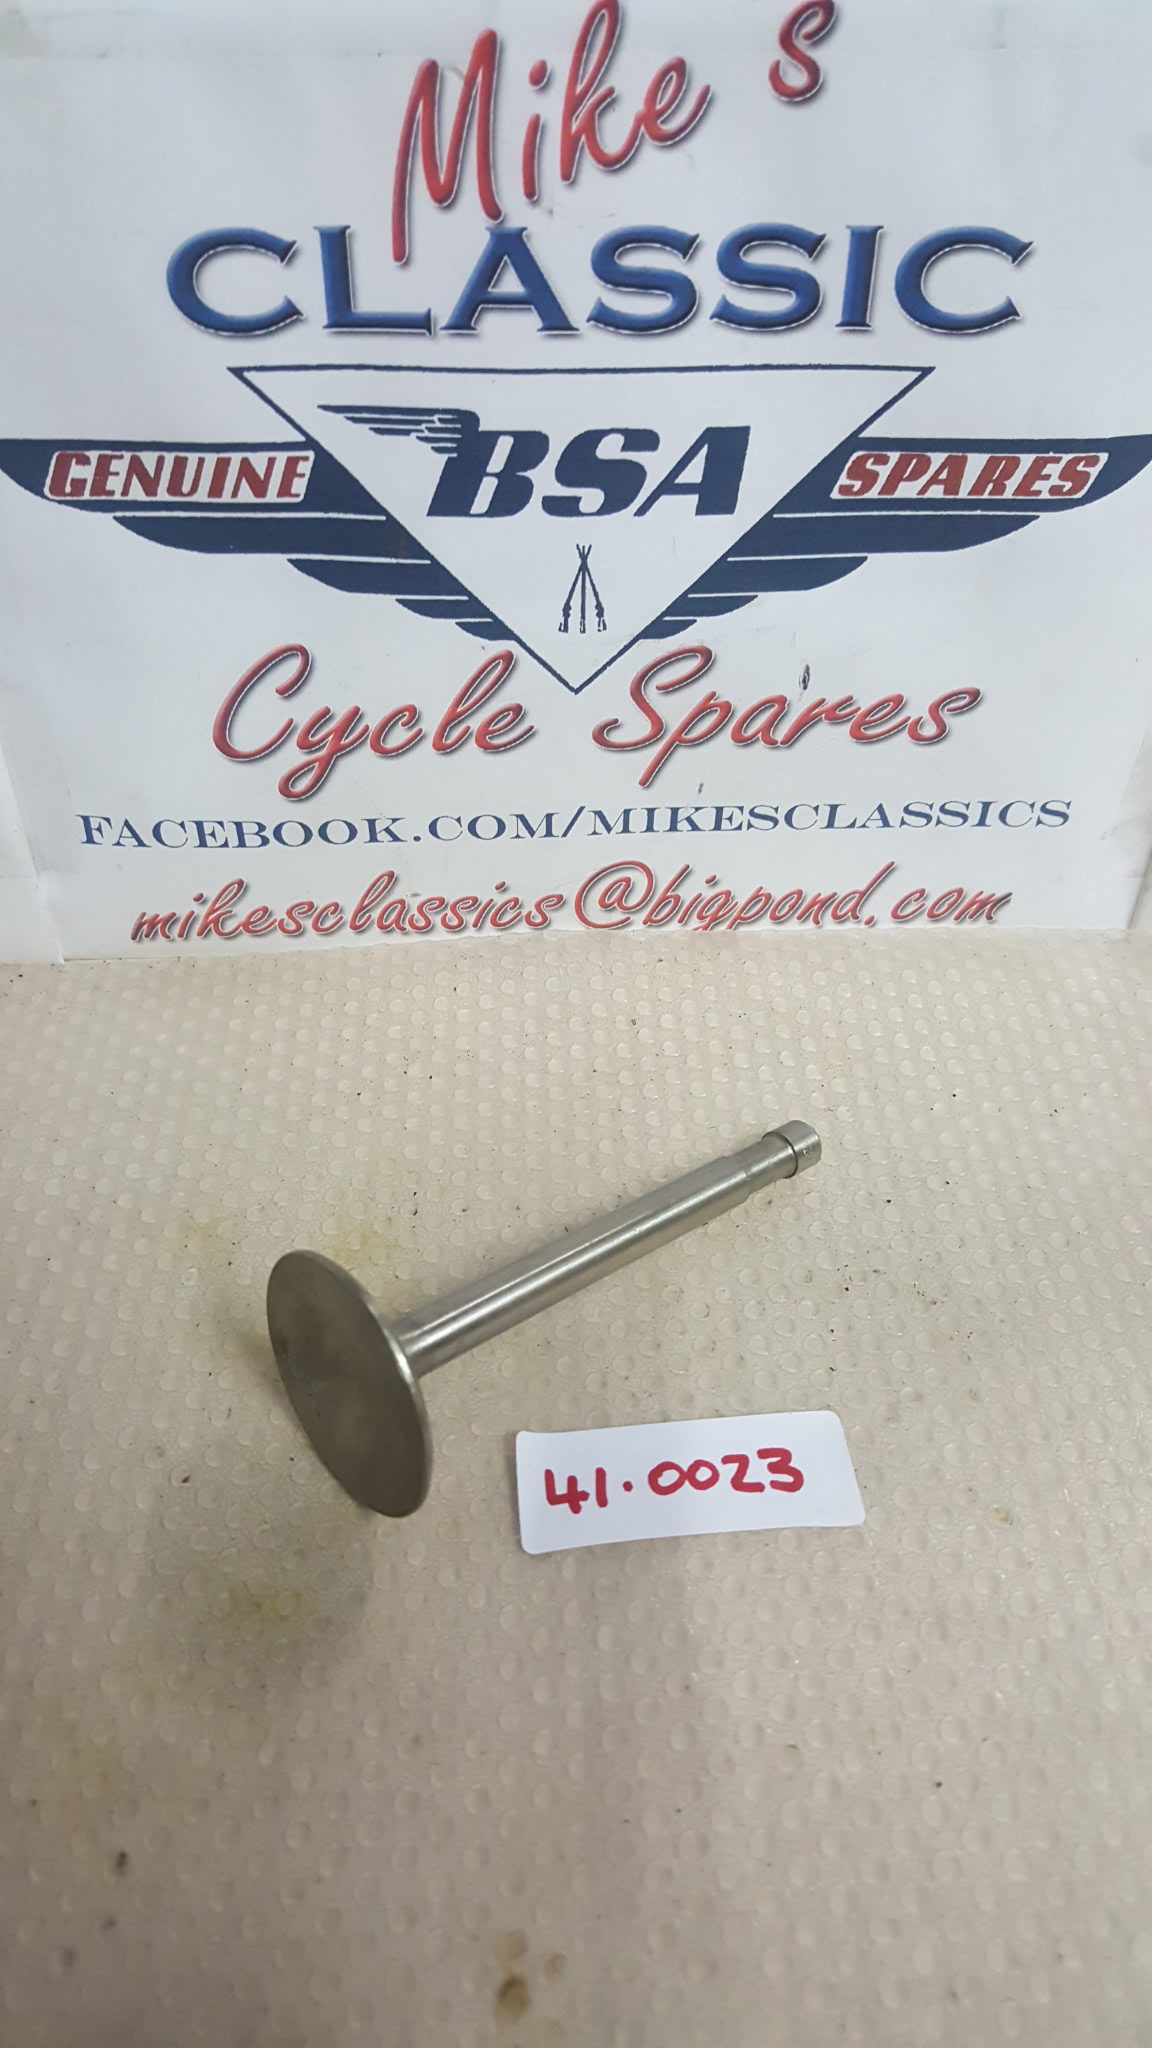 Mike's
CLASSIC
GENUINE BSA SPARES
Cycle Spares
FACEBOOK.COM/MIKESCLASSICS
mikesclassics@bigpond.com
41.0023